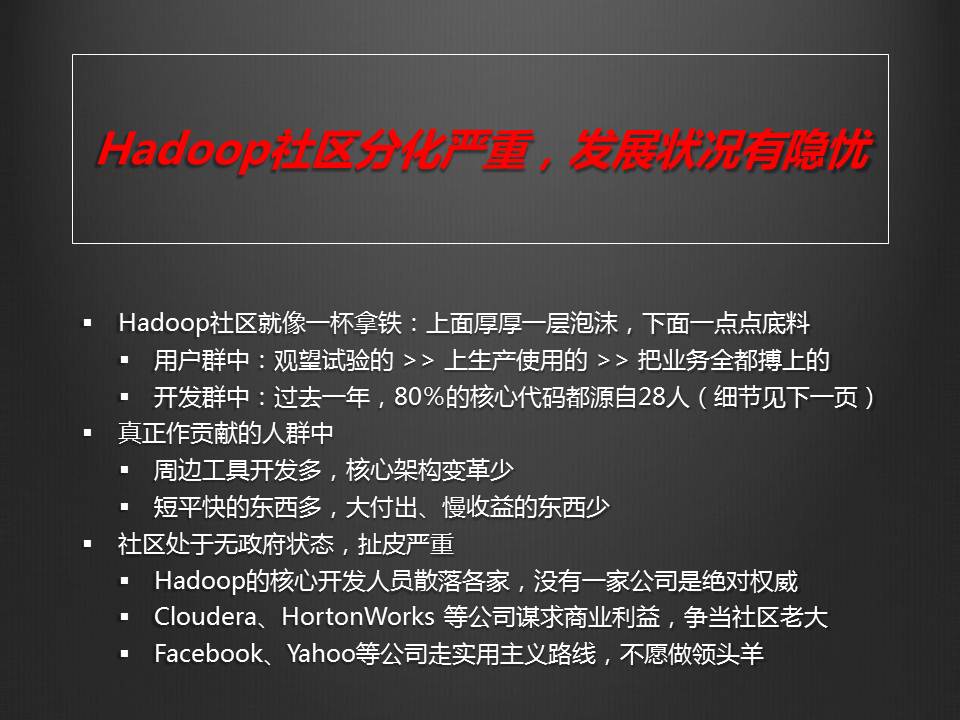 Hadoop社区分化严重，发展状况有隐忧
▪ Hadoop社区就像一杯拿铁：上面厚厚一层泡沫，下面一点点底料
▪ 用户群中：观望试验的 >> 上生产使用的 >> 把业务全都搏上的
▪ 开发群中：过去一年，80%的核心代码都源自28人（细节见下一页）
▪ 真正作贡献的人群中
▪ 周边工具开发多，核心架构变革少
▪ 短平快的东西多，大付出、慢收益的东西少
▪ 社区处于无政府状态，扯皮严重
▪ Hadoop的核心开发人员散落各家，没有一家公司是绝对权威
▪ Cloudera、HortonWorks 等公司谋求商业利益，争当社区老大
▪ Facebook、Yahoo等公司走实用主义路线，不愿做领头羊